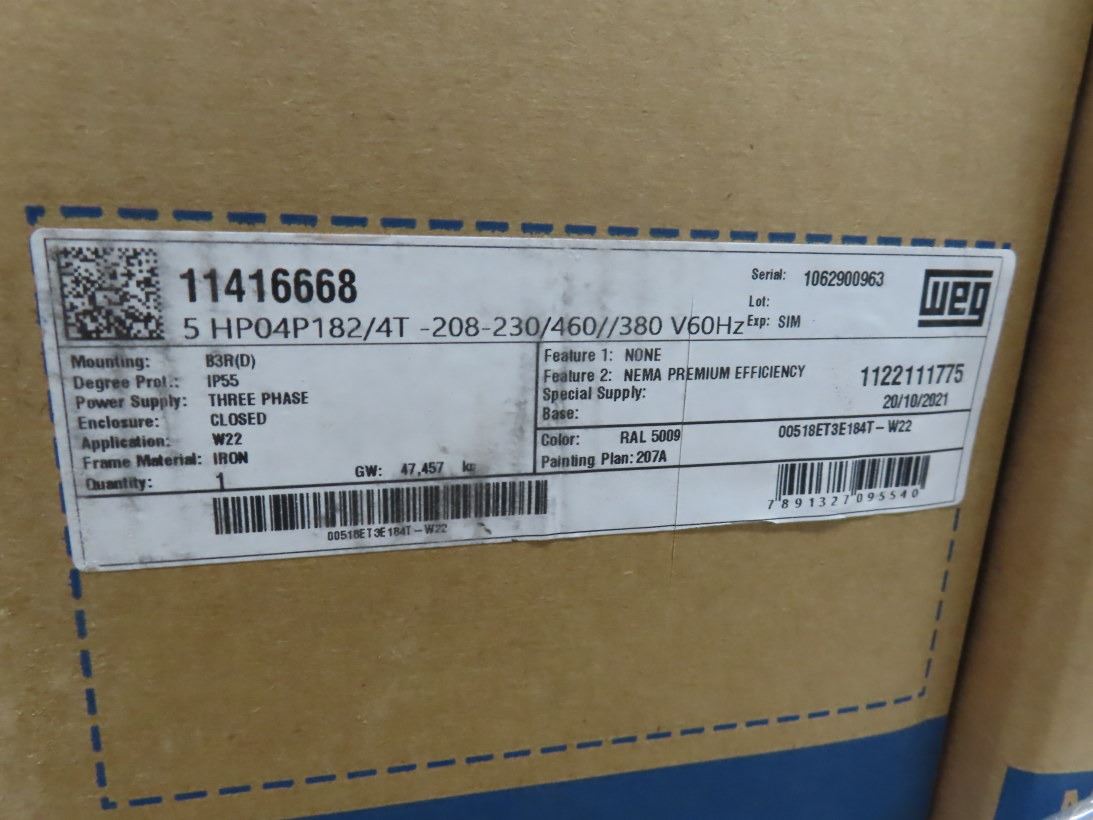 11416668
5 HP04P182/4T -208-230/460//380 V60Hz
Serial: 1062900963
Lot:
Exp: SIM
weg
Mounting: B3R(D)
Degree Prot.: IP55
Power Supply: THREE PHASE
Enclosure: CLOSED
Application: W22
Frame Material: IRON
Quantity: 1
GW: 47,457 kg
00518ET3E184T-W22
Feature 1: NONE
Feature 2: NEMA PREMIUM EFFICIENCY
Special Supply:
Base:
1122111775
20/10/2021
Color: RAL 5009
Painting Plan: 207A
00518ET3E184T-W22
7891327095540
A